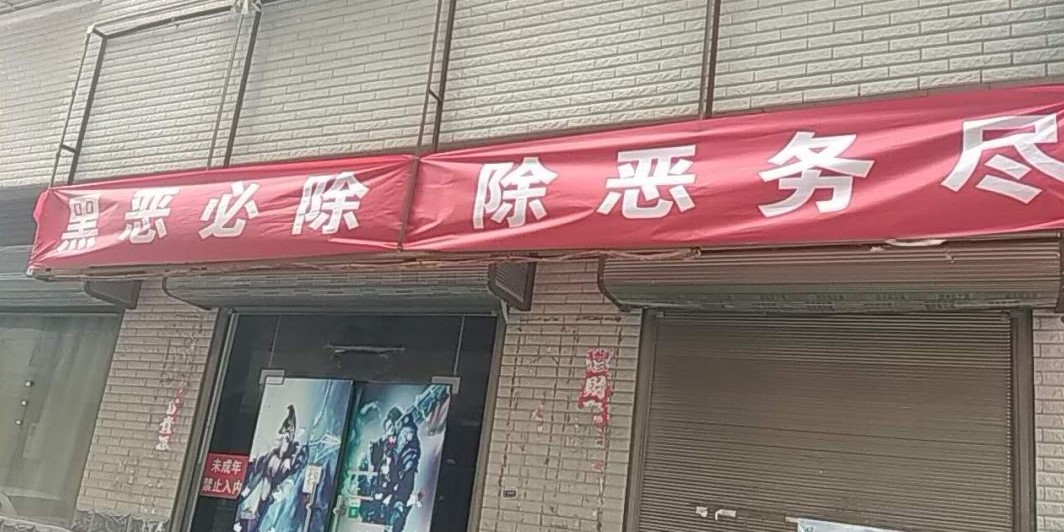 黑恶必除 除恶务尽
未成年
禁止入内